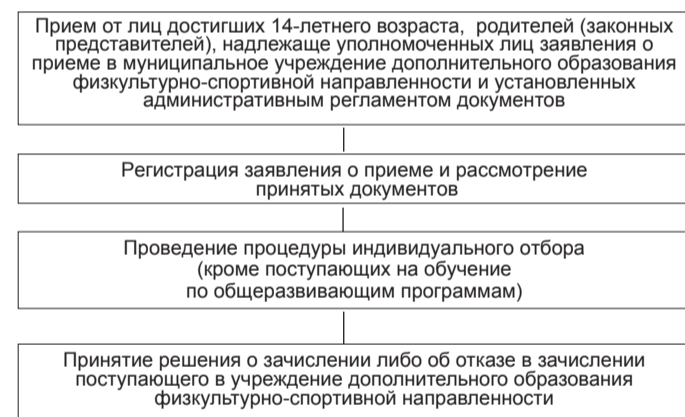 Прием от лиц достигших 14-летнего возраста, родителей (законных
представителей), надлежаще уполномоченных лиц заявления о
приеме в муниципальное учреждение дополнительного образования
физкультурно-спортивной направленности и установленных
административным регламентом документов
Регистрация заявления о приеме и рассмотрение
принятых документов
Проведение процедуры индивидуального отбора
(кроме поступающих на обучение
по общеразвивающим программам)
Принятие решения о зачислении либо об отказе в зачислении
поступающего в учреждение дополнительного образования
физкультурно-спортивной направленности